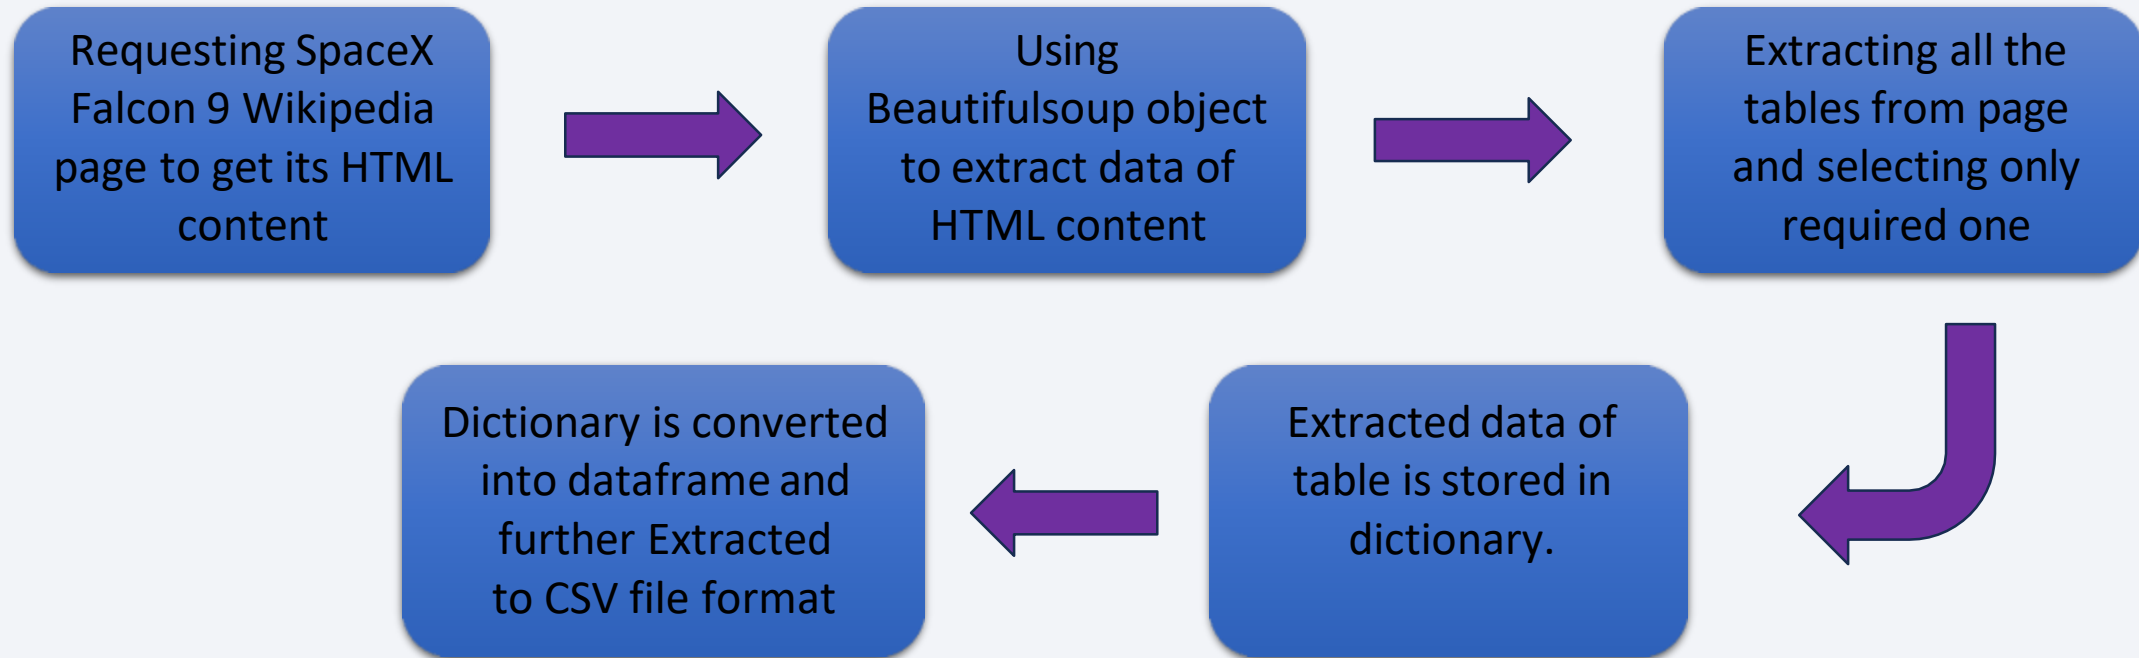 Requesting SpaceX
Falcon 9 Wikipedia
page to get its HTML
content
Using
Beautifulsoup object
to extract data of
HTML content
Extracting all the
tables from page
and selecting only
required one
Extracted data of
table is stored in
dictionary.
Dictionary is converted
into dataframe and
further Extracted
to CSV file format